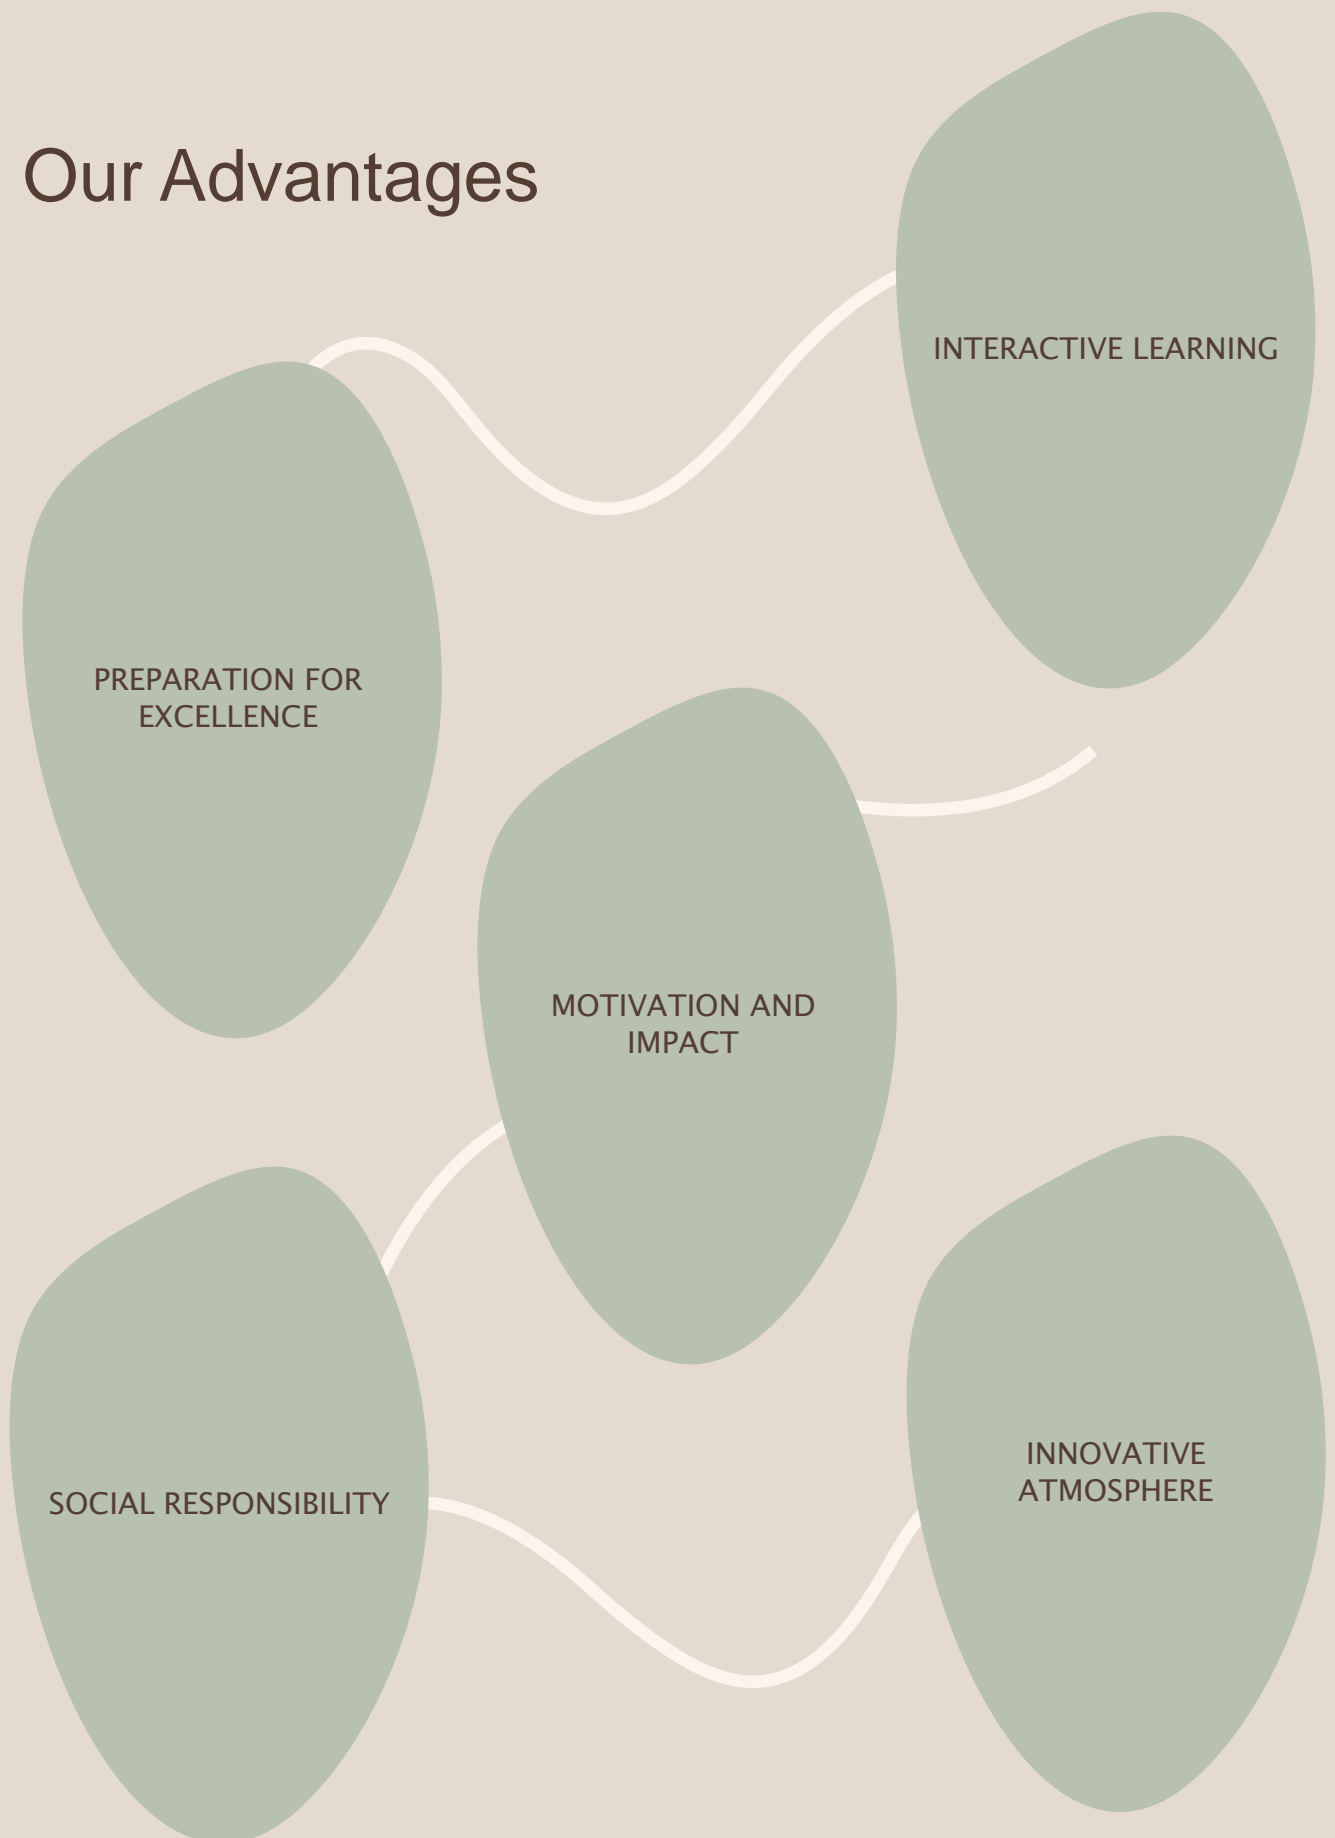 Our Advantages
INTERACTIVE LEARNING
PREPARATION FOR
EXCELLENCE
MOTIVATION AND
IMPACT
SOCIAL RESPONSIBILITY
INNOVATIVE
ATMOSPHERE